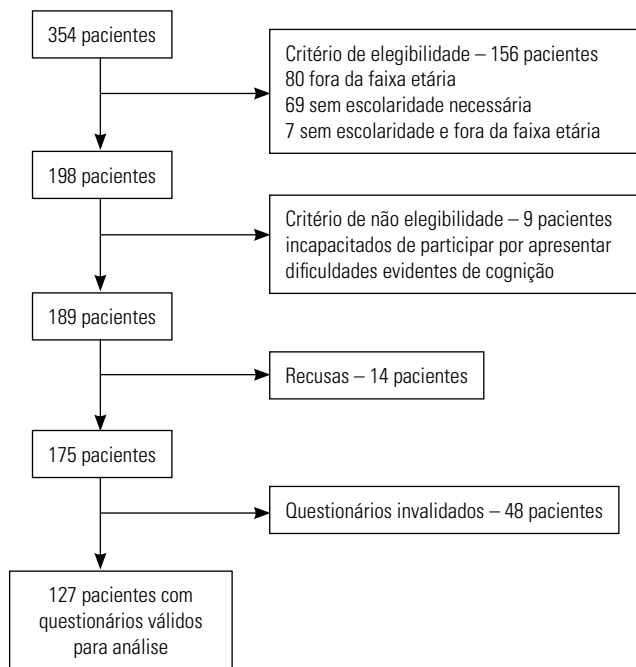 354 pacientes
Critério de elegibilidade – 156 pacientes
80 fora da faixa etária
69 sem escolaridade necessária
7 sem escolaridade e fora da faixa etária
198 pacientes
Critério de não elegibilidade – 9 pacientes
incapacitados de participar por apresentar
dificuldades evidentes de cognição
189 pacientes
Recusas – 14 pacientes
175 pacientes
Questionários invalidados – 48 pacientes
127 pacientes com
questionários válidos
para análise